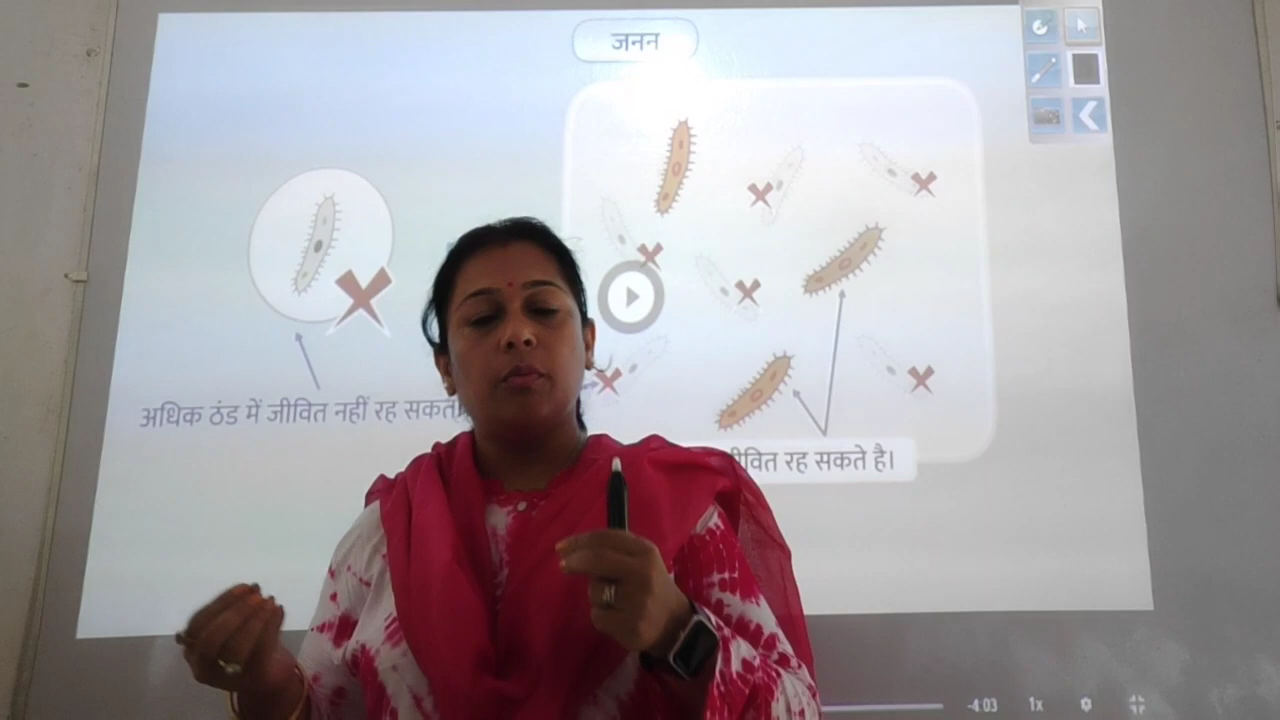 जनन
अधिक ठंड में जीवित नहीं रह सकते
रह सकते है।
-4:03 1x